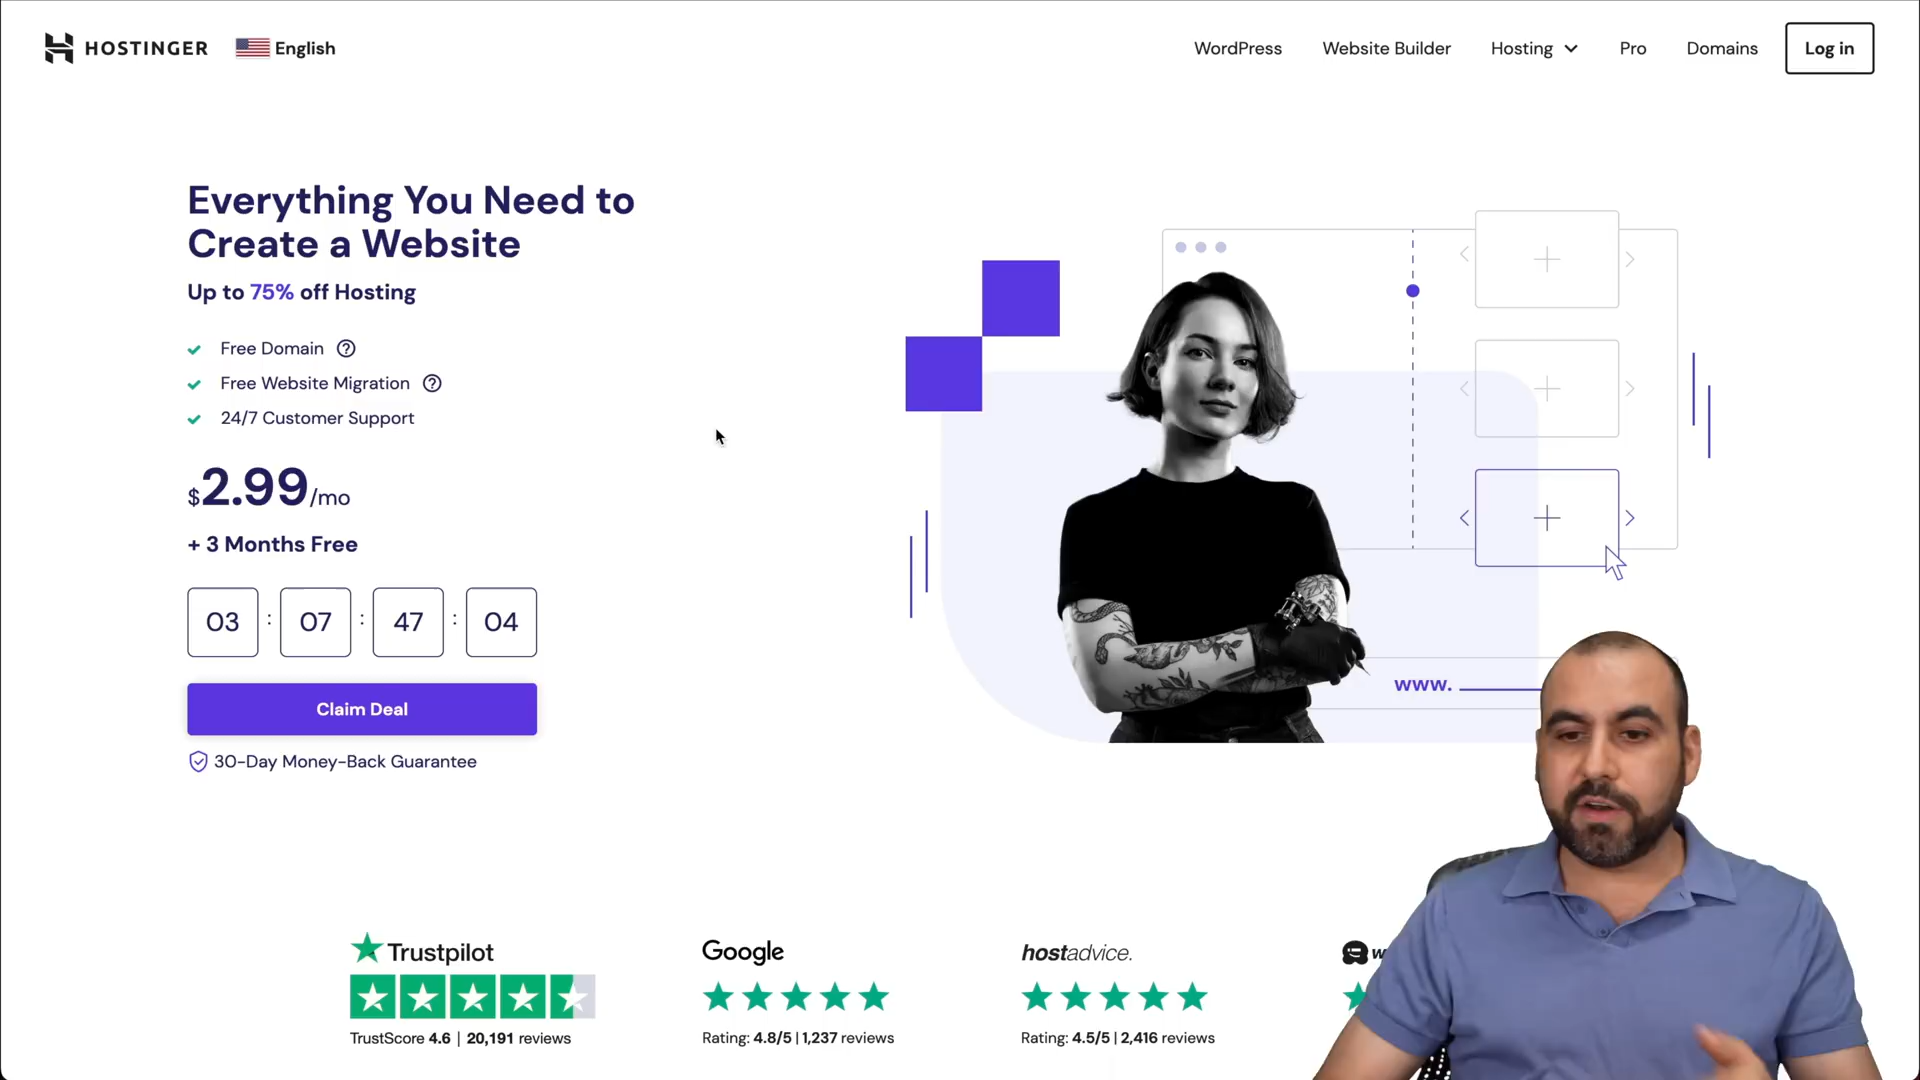 HOSTINGER
English
WordPress
Website Builder
Hosting
Pro
Domains
Log in
Everything You Need to
Create a Website
Up to 75% off Hosting
Free Domain
Free Website Migration
24/7 Customer Support
$2.99/mo
+ 3 Months Free
03 : 07 : 47 : 04
Claim Deal
30-Day Money-Back Guarantee
www.
Trustpilot
TrustScore 4.6 | 20,191 reviews
Google
Rating: 4.8/5 | 1,237 reviews
hostadvice.
Rating: 4.5/5 | 2,416 reviews